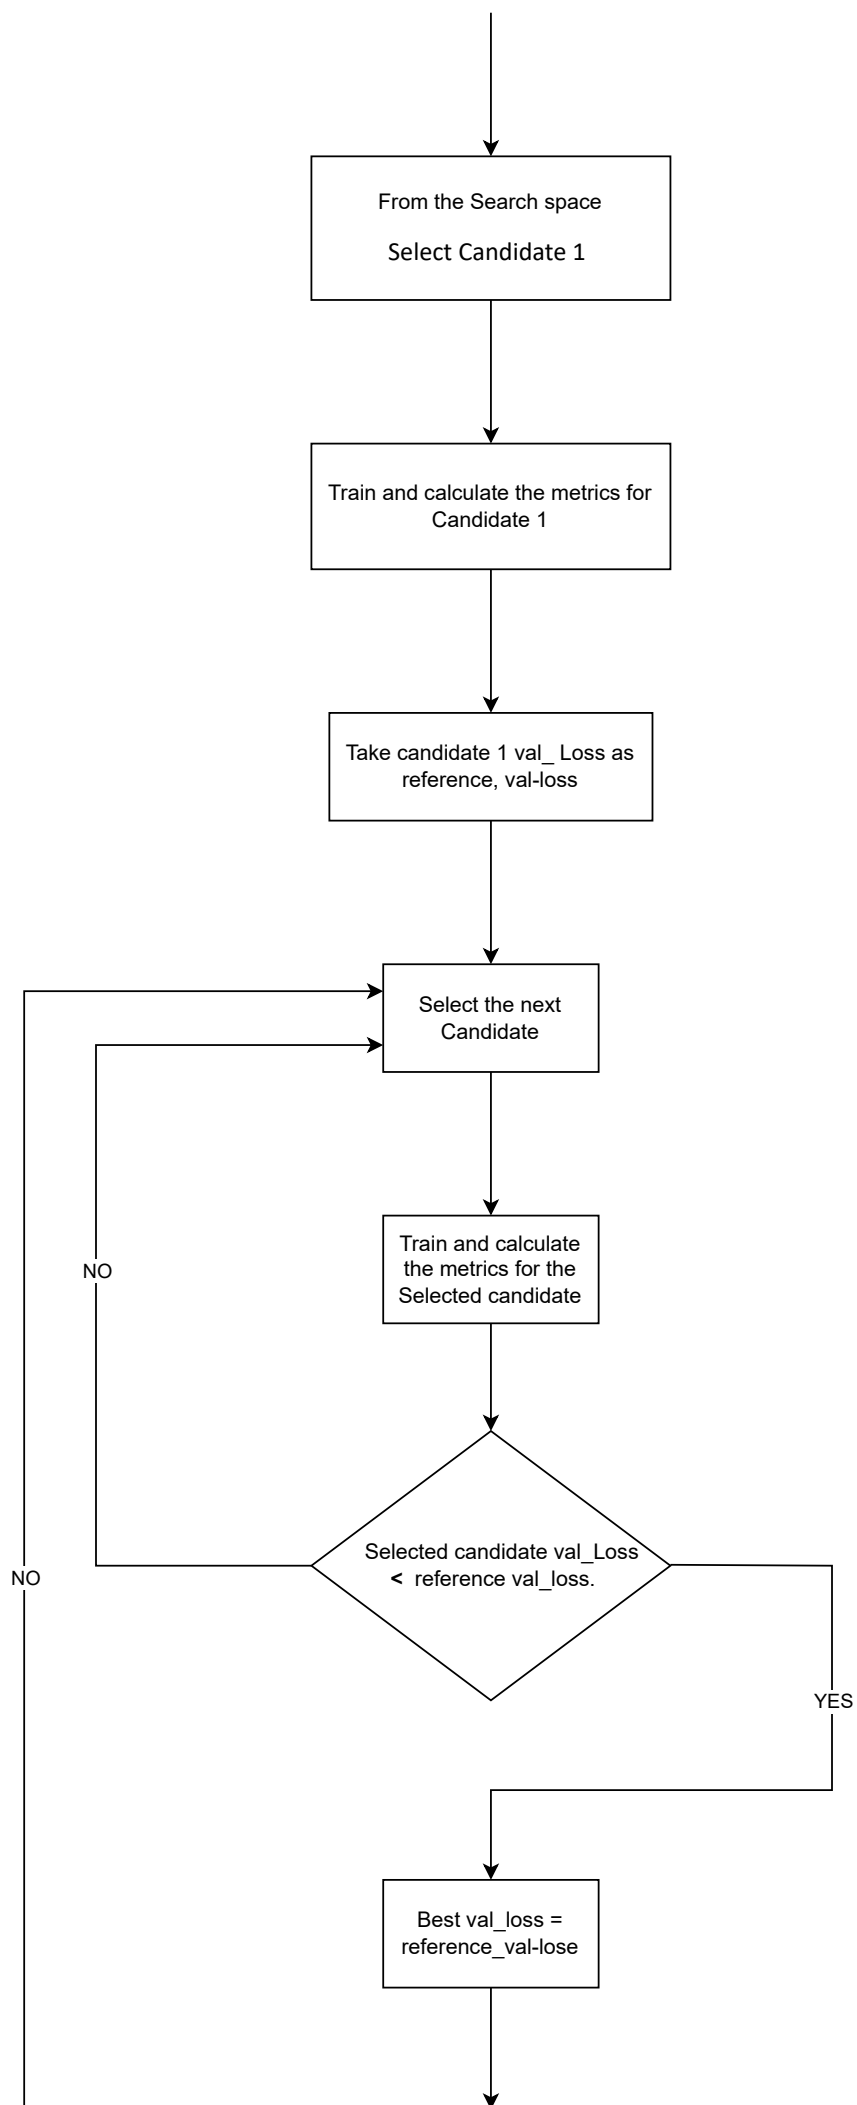 From the Search space
Select Candidate 1
Train and calculate the metrics for
Candidate 1
Take candidate 1 val_ Loss as
reference, val-loss
Select the next
Candidate
Train and calculate
the metrics for the
Selected candidate
NO
Selected candidate val_Loss
< reference val_loss.
NO
YES
Best val_loss =
reference_val-lose